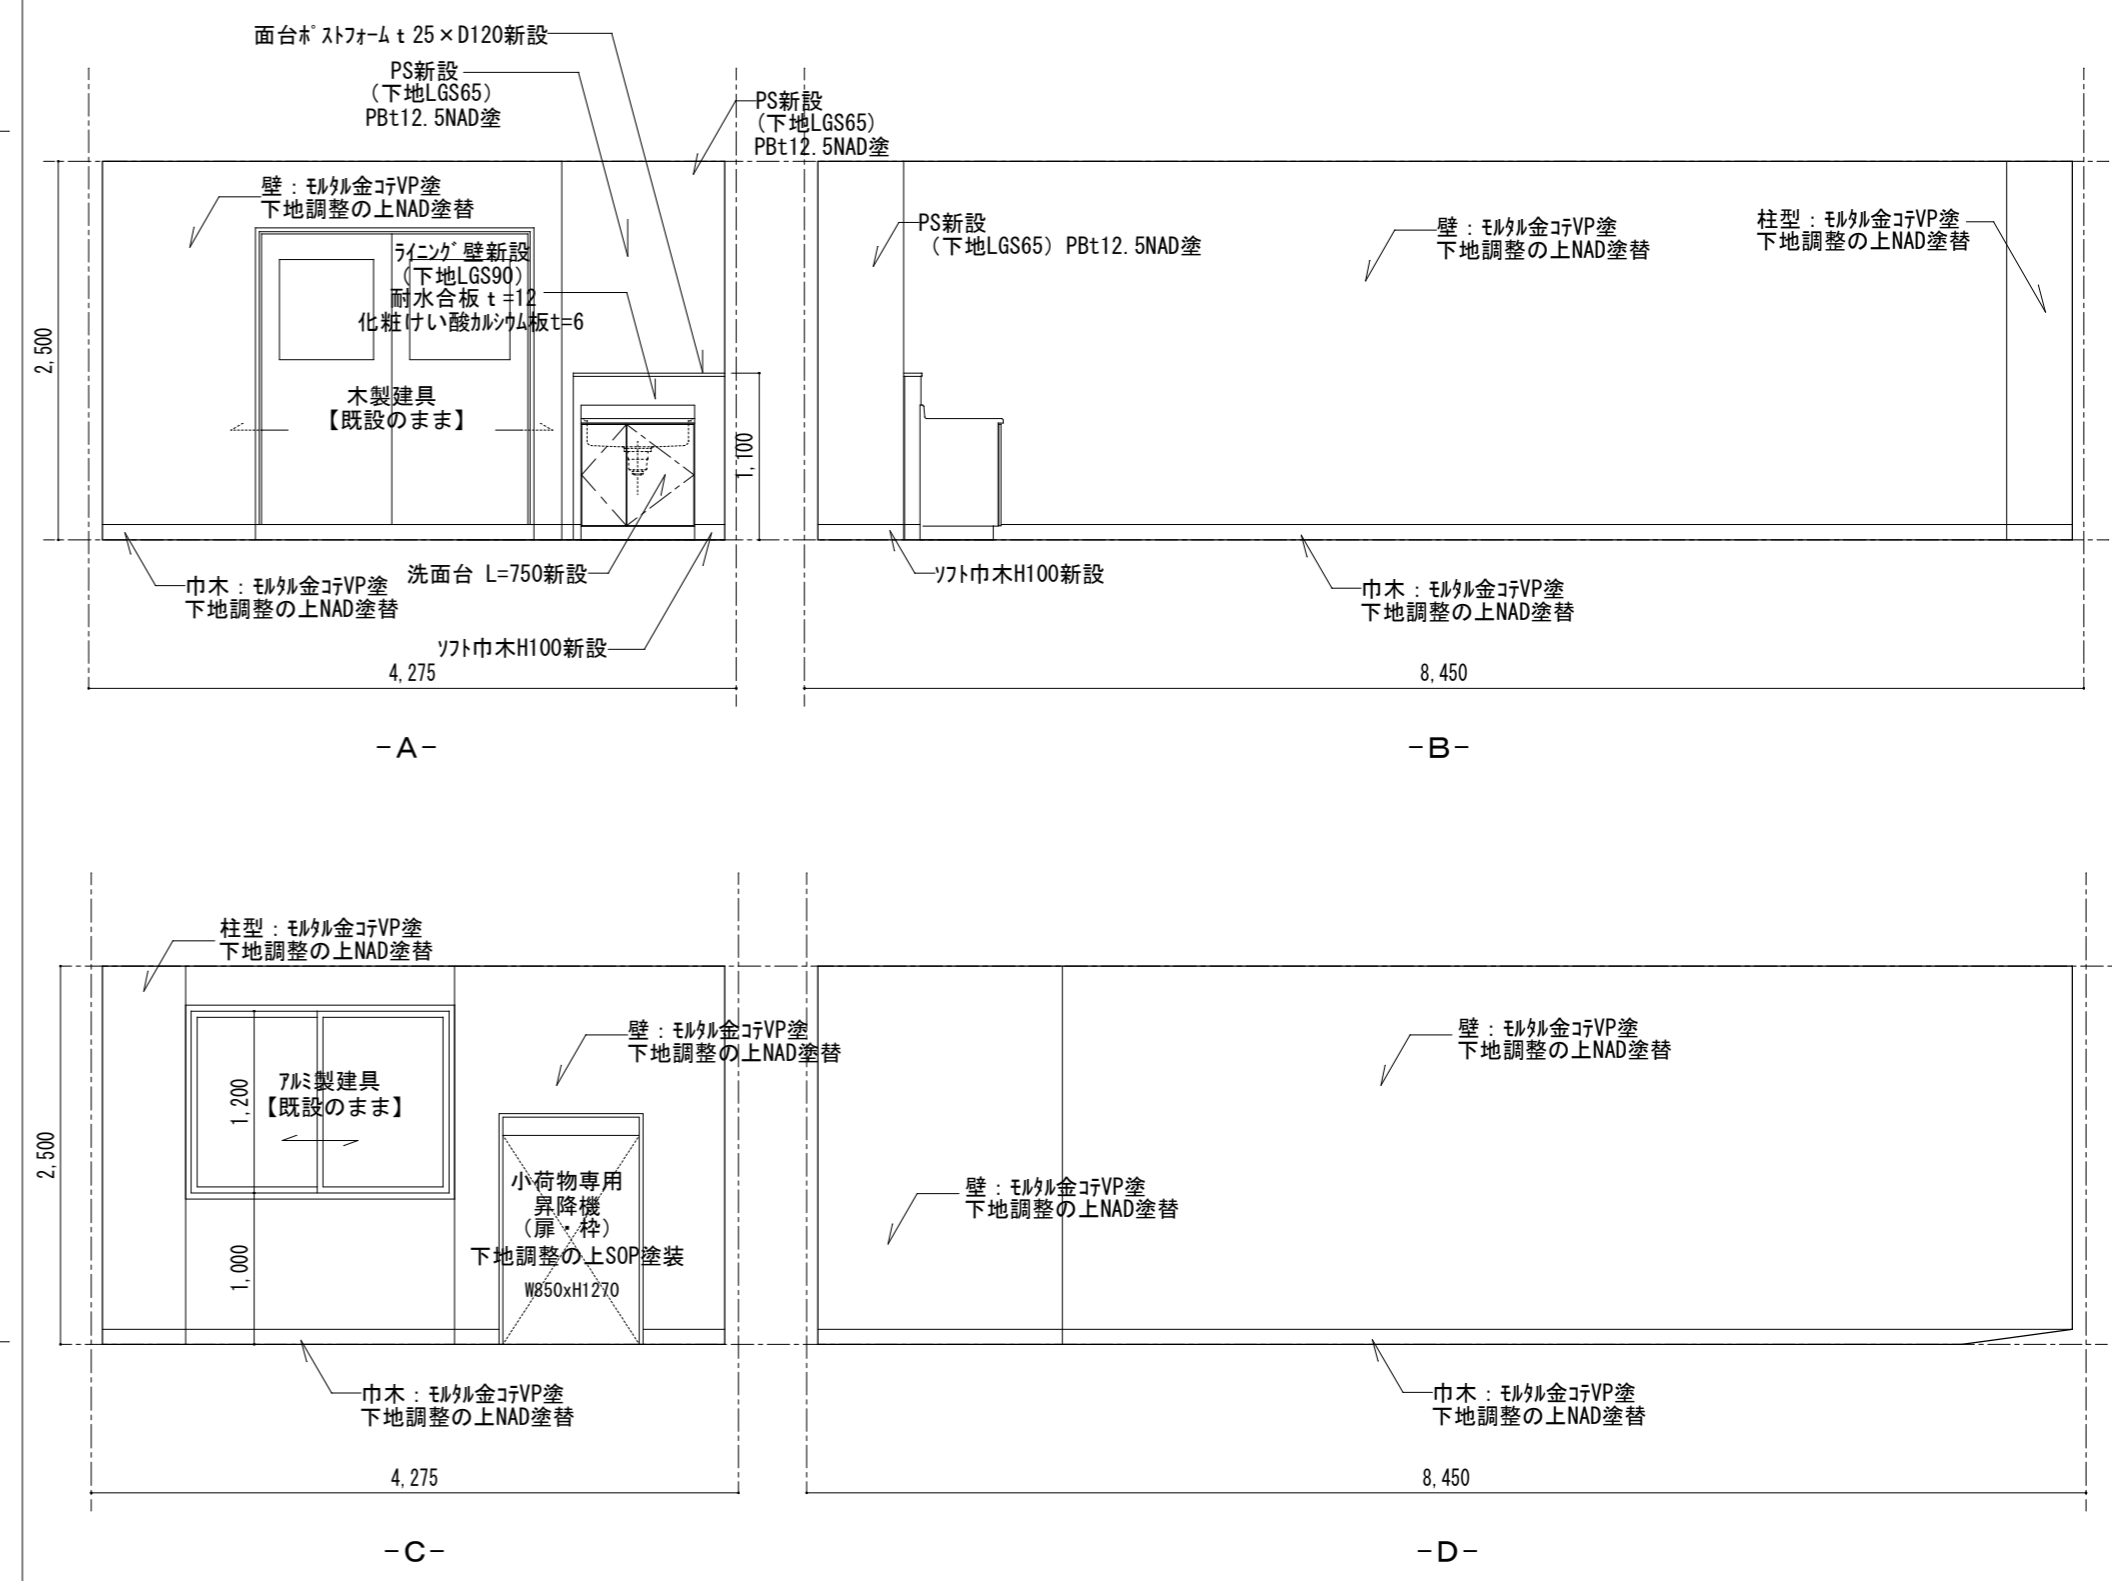 面台ﾎﾟｽﾄﾌｫｰﾑ t 25×D120新設
PS新設
(下地LGS65)
PBt12.5NAD塗
PS新設
(下地LGS65)
PBt12.5NAD塗
壁：ﾓﾙﾀﾙ金ｺﾃVP塗
下地調整の上NAD塗替
ﾗｲﾆﾝｸﾞ壁新設
(下地LGS90)
耐水合板 t=12
化粧けい酸ｶﾙｼｳﾑ板t=6
木製建具
【既設のまま】
2,500
1,100
巾木：ﾓﾙﾀﾙ金ｺﾃVP塗
下地調整の上NAD塗替
洗面台 L=750新設
ｿﾌﾄ巾木H100新設
4,275
-A-
PS新設
(下地LGS65) PBt12.5NAD塗
壁：ﾓﾙﾀﾙ金ｺﾃVP塗
下地調整の上NAD塗替
柱型：ﾓﾙﾀﾙ金ｺﾃVP塗
下地調整の上NAD塗替
ｿﾌﾄ巾木H100新設
巾木：ﾓﾙﾀﾙ金ｺﾃVP塗
下地調整の上NAD塗替
8,450
-B-
柱型：ﾓﾙﾀﾙ金ｺﾃVP塗
下地調整の上NAD塗替
壁：ﾓﾙﾀﾙ金ｺﾃVP塗
下地調整の上NAD塗替
ｱﾙﾐ製建具
【既設のまま】
1,200
2,500
1,000
小荷物専用
昇降機
(扉・枠)
下地調整の上SOP塗装
W850xH1270
巾木：ﾓﾙﾀﾙ金ｺﾃVP塗
下地調整の上NAD塗替
4,275
-C-
壁：ﾓﾙﾀﾙ金ｺﾃVP塗
下地調整の上NAD塗替
壁：ﾓﾙﾀﾙ金ｺﾃVP塗
下地調整の上NAD塗替
巾木：ﾓﾙﾀﾙ金ｺﾃVP塗
下地調整の上NAD塗替
8,450
-D-